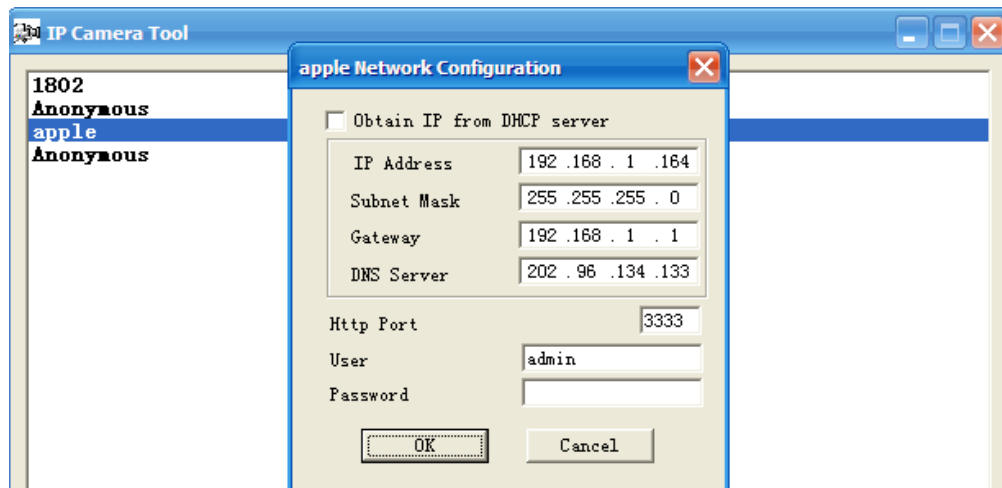 IP Camera Tool
1802
Anonymous
apple
Anonymous
apple Network Configuration
Obtain IP from DHCP server
IP Address 192 .168 . 1 .164
Subnet Mask 255 .255 .255 . 0
Gateway 192 .168 . 1 . 1
DNS Server 202 . 96 .134 .133
Http Port 3333
User admin
Password
OK Cancel